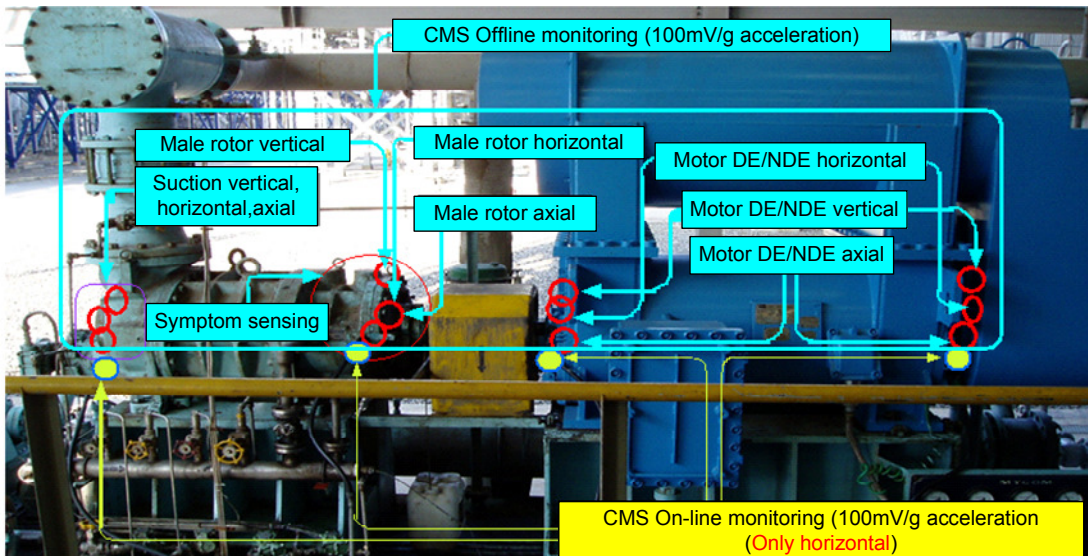 CMS Offline monitoring (100mV/g acceleration)
Male rotor vertical
Male rotor horizontal
Motor DE/NDE horizontal
Suction vertical,
horizontal,axial
Male rotor axial
Motor DE/NDE vertical
Motor DE/NDE axial
Symptom sensing
MYCOM
CMS On-line monitoring (100mV/g acceleration
(Only horizontal)